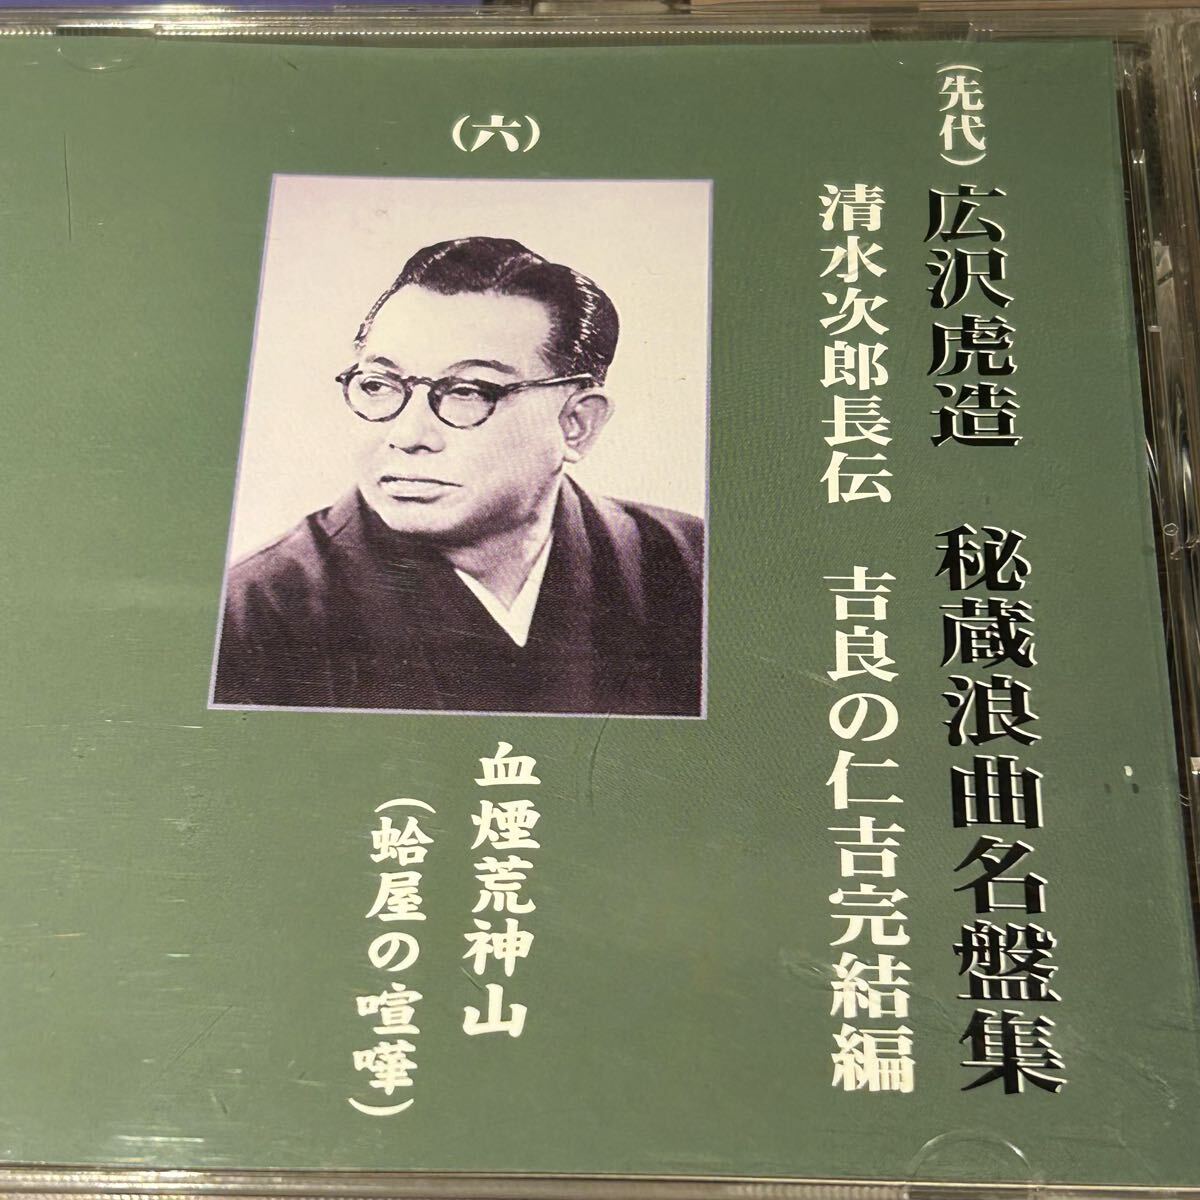 (先代) 広沢虎造 秘蔵浪曲名盤集
清水次郎長伝 吉良の仁吉完結編
(六)
血煙荒神山
(蛤屋の喧嘩)